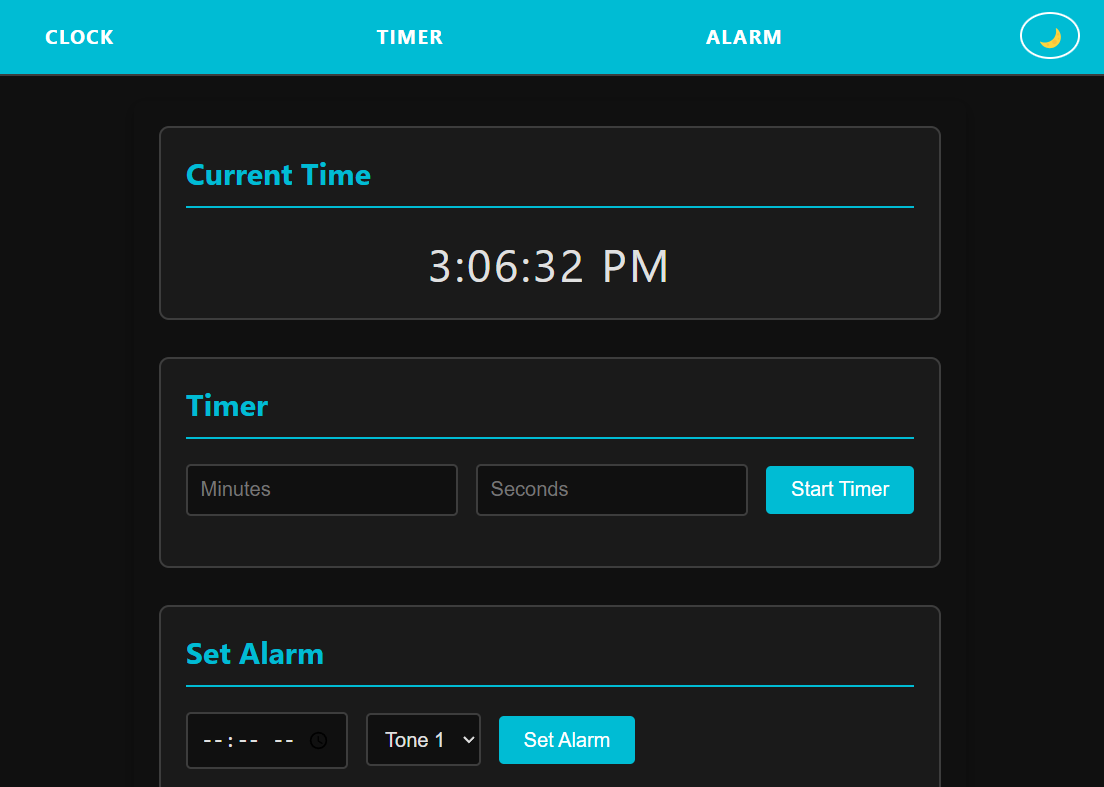 CLOCK TIMER ALARM
Current Time
3:06:32 PM
Timer
Minutes Seconds Start Timer
Set Alarm
--:-- -- Tone 1 Set Alarm